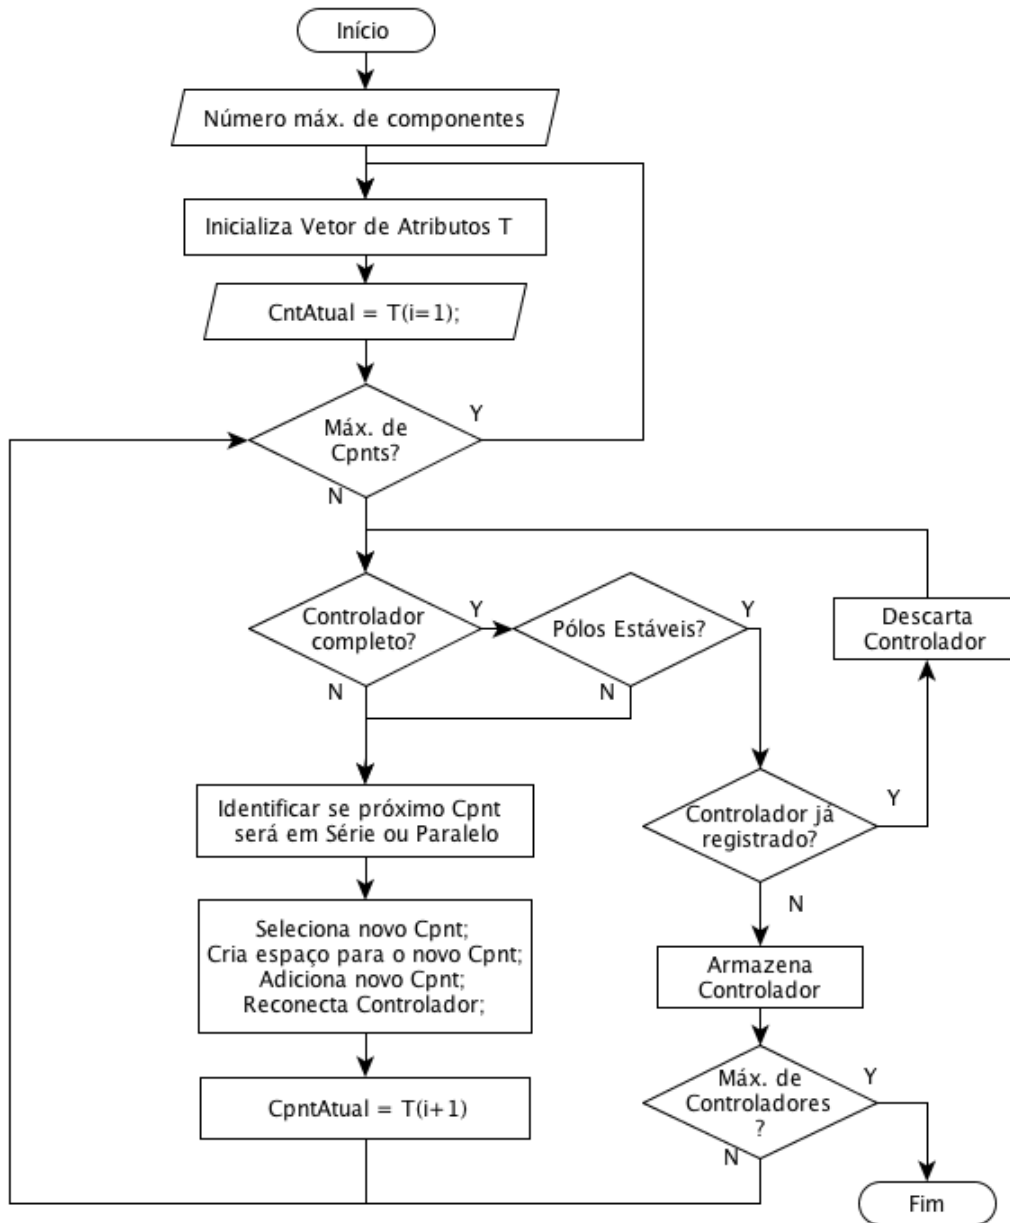 Início
Número máx. de componentes
Inicializa Vetor de Atributos T
CntAtual = T(i=1);
Máx. de
Cpnts?
Y
N
Controlador
completo?
Y
N
Pólos Estáveis?
Y
N
Descarta
Controlador
Identificar se próximo Cpnt
será em Série ou Paralelo
Controlador já
registrado?
Y
N
Seleciona novo Cpnt;
Cria espaço para o novo Cpnt;
Adiciona novo Cpnt;
Reconecta Controlador;
Armazena
Controlador
CpntAtual = T(i+1)
Máx. de
Controladores
?
Y
N
Fim